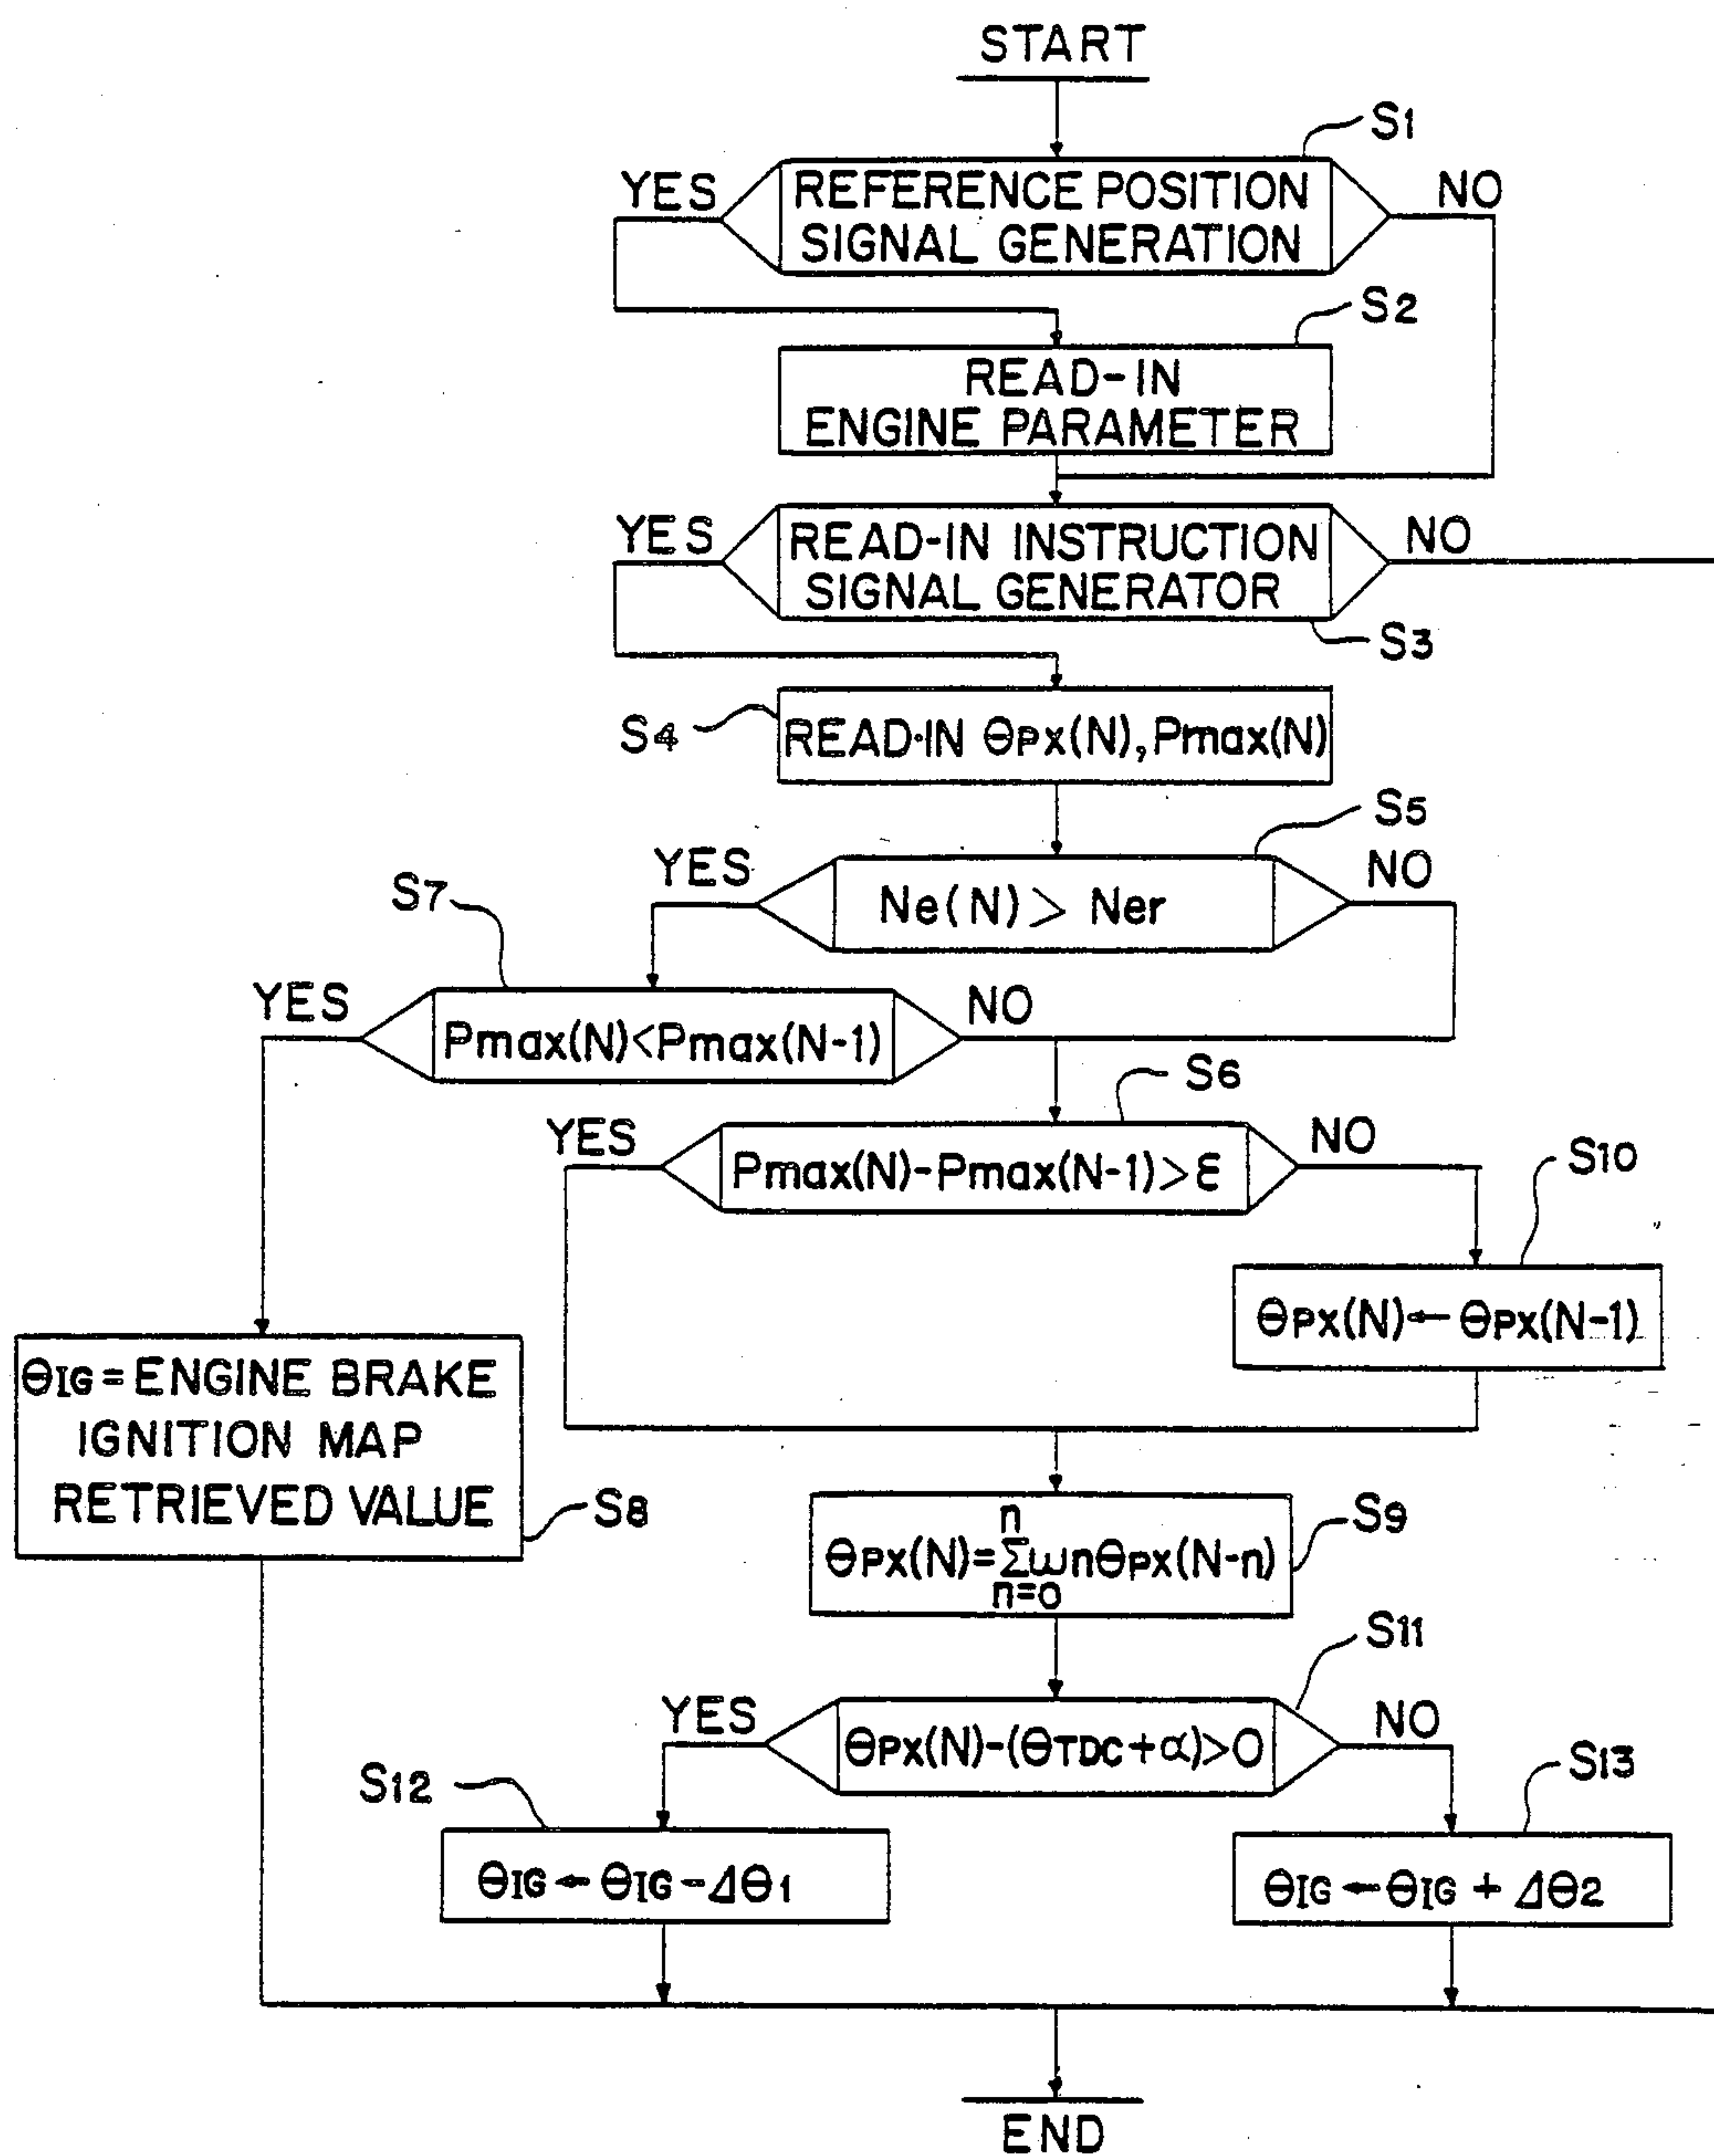 START
S1
YES
REFERENCE POSITION
SIGNAL GENERATION
NO
S2
READ-IN
ENGINE PARAMETER
YES
READ-IN INSTRUCTION
SIGNAL GENERATOR
NO
S3
S4
READ·IN ΘPX(N), Pmax(N)
S5
YES
Ne(N) > Ner
NO
S7
YES
Pmax(N)<Pmax(N-1)
NO
S6
YES
Pmax(N)-Pmax(N-1)>ε
NO
S10
ΘPX(N)←ΘPX(N-1)
ΘIG=ENGINE BRAKE
IGNITION MAP
RETRIEVED VALUE
S8
S9
n
ΘPX(N)=ΣωnΘPX(N-n)
n=0
S11
YES
ΘPX(N)-(ΘTDC+α)>0
NO
S12
S13
ΘIG←ΘIG-ΔΘ1
ΘIG←ΘIG+ΔΘ2
END